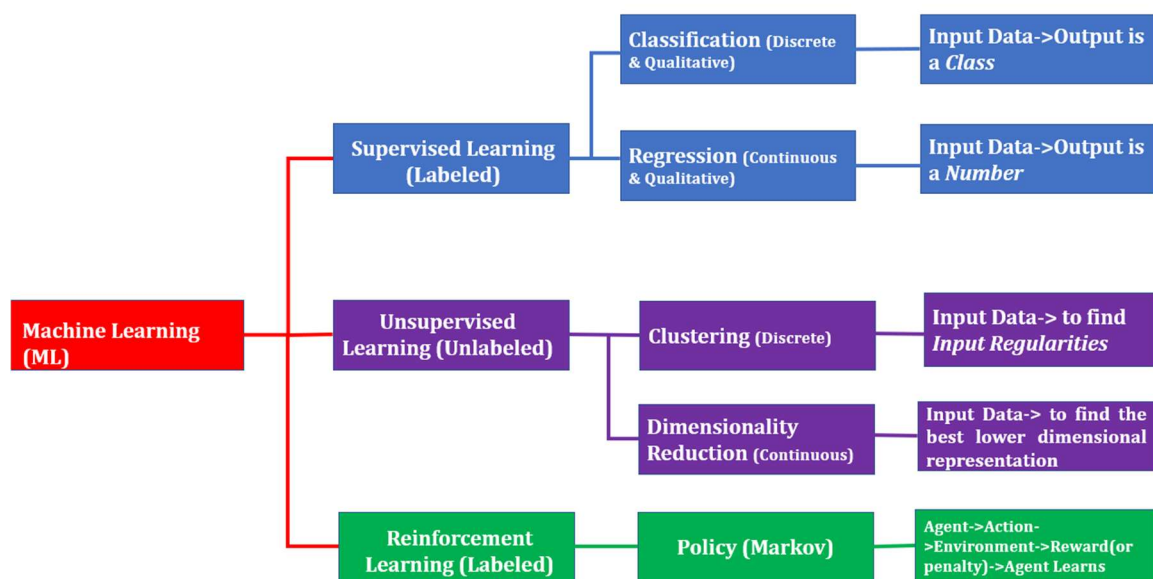 Classification (Discrete
& Qualitative)
Input Data->Output is
a Class
Supervised Learning
(Labeled)
Regression (Continuous
& Qualitative)
Input Data->Output is
a Number
Machine Learning
(ML)
Unsupervised
Learning (Unlabeled)
Clustering (Discrete)
Input Data-> to find
Input Regularities
Dimensionality
Reduction (Continuous)
Input Data-> to find the
best lower dimensional
representation
Reinforcement
Learning (Labeled)
Policy (Markov)
Agent->Action-
>Environment->Reward(or
penalty)->Agent Learns